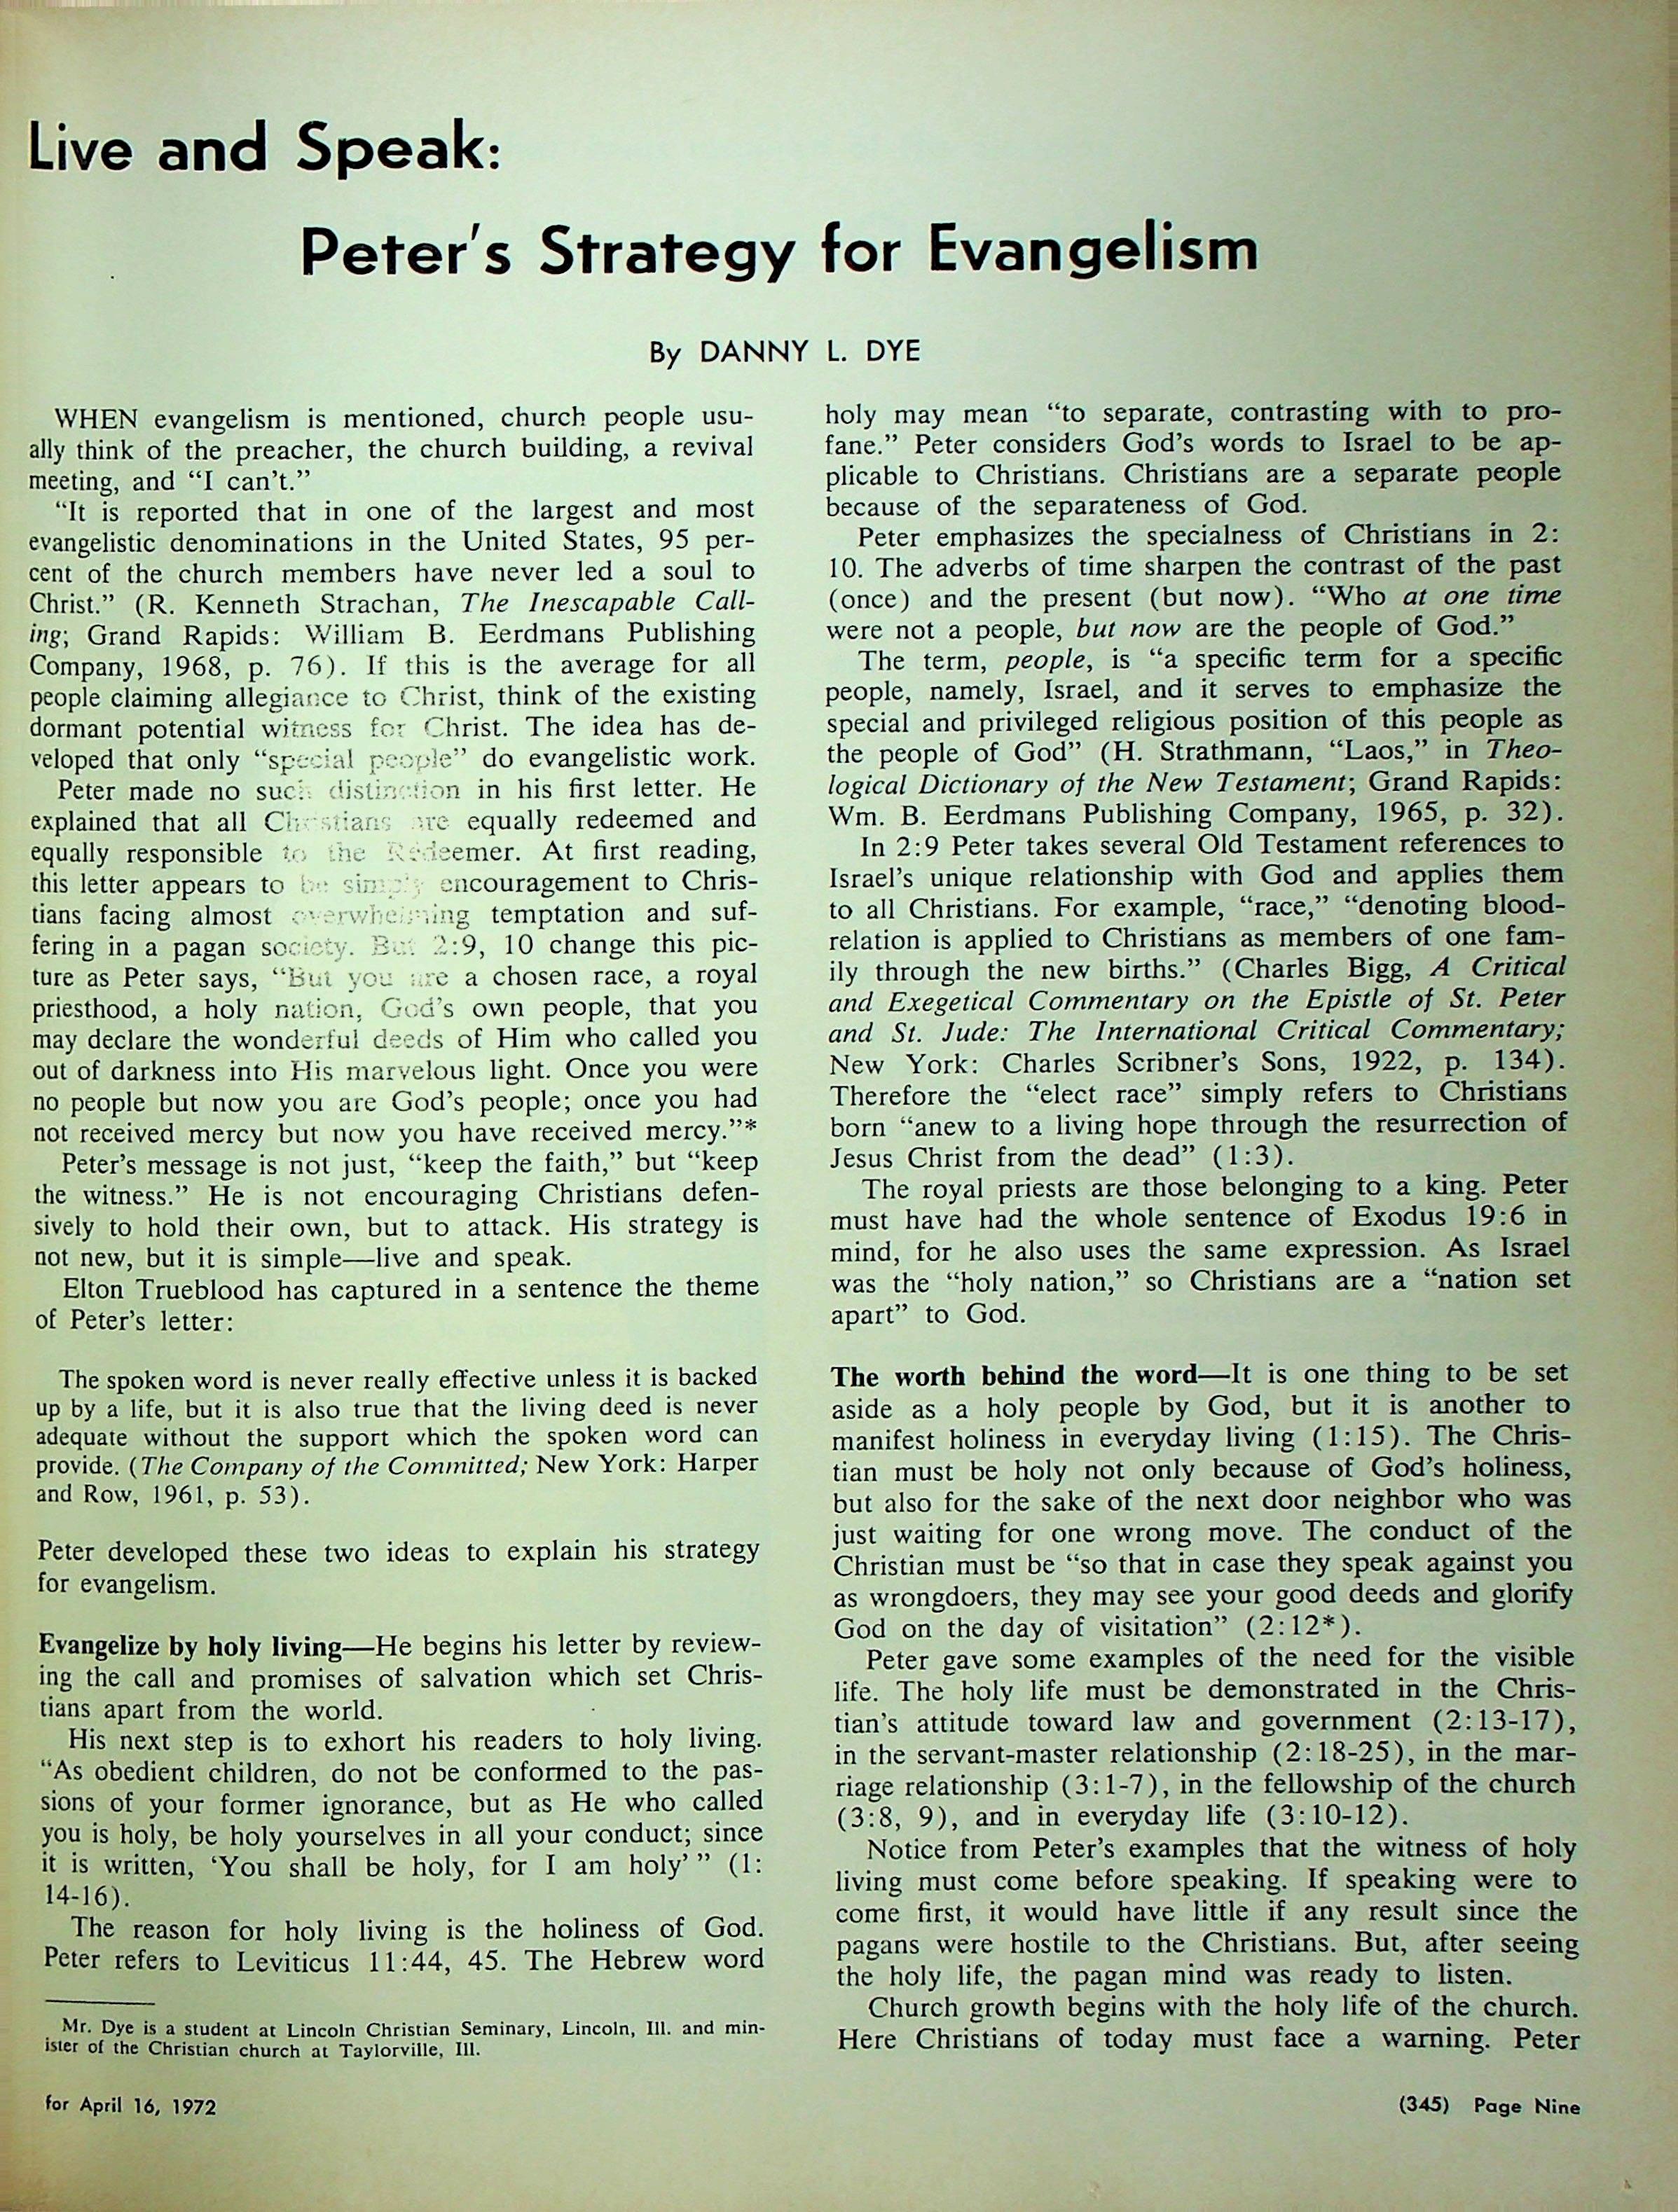 Live and Speak:
Peter's Strategy for Evangelism
By DANNY L. DYE
WHEN evangelism is mentioned, church people usu-
ally think of the preacher, the church building, a revival
meeting, and “I can't.”
“It is reported that in one of the largest and most
evangelistic denominations in the United States, 95 per-
cent of the church members have never led a soul to
Christ.” (R. Kenneth Strachan, The Inescapable Call-
ing; Grand Rapids: William B. Eerdmans Publishing
Company, 1968, p. 76). If this is the average for all
people claiming allegiance to Christ, think of the existing
dormant potential witness for Christ. The idea has de-
veloped that only “special people” do evangelistic work.
Peter made no such distinction in his first letter. He
explained that all Christians are equally redeemed and
equally responsible to the Redeemer. At first reading,
this letter appears to be simply encouragement to Chris-
tians facing almost overwhelming temptation and suf-
fering in a pagan society. But 2:9, 10 change this pic-
ture as Peter says, “But you are a chosen race, a royal
priesthood, a holy nation, God's own people, that you
may declare the wonderful deeds of Him who called you
out of darkness into His marvelous light. Once you were
no people but now you are God's people; once you had
not received mercy but now you have received mercy.”*
Peter's message is not just, “keep the faith,” but “keep
the witness.” He is not encouraging Christians defen-
sively to hold their own, but to attack. His strategy is
not new, but it is simple—live and speak.
Elton Trueblood has captured in a sentence the theme
of Peter's letter:
The spoken word is never really effective unless it is backed
up by a life, but it is also true that the living deed is never
adequate without the support which the spoken word can
provide. (The Company of the Committed; New York: Harper
and Row, 1961, p. 53).
Peter developed these two ideas to explain his strategy
for evangelism.
Evangelize by holy living—He begins his letter by review-
ing the call and promises of salvation which set Chris-
tians apart from the world.
His next step is to exhort his readers to holy living.
“As obedient children, do not be conformed to the pas-
sions of your former ignorance, but as He who called
you is holy, be holy yourselves in all your conduct; since
it is written, ‘You shall be holy, for I am holy’ ” (1:
14-16).
The reason for holy living is the holiness of God.
Peter refers to Leviticus 11:44, 45. The Hebrew word
Mr. Dye is a student at Lincoln Christian Seminary, Lincoln, Ill. and min-
ister of the Christian church at Taylorville, Ill.
holy may mean “to separate, contrasting with to pro-
fane.” Peter considers God's words to Israel to be ap-
plicable to Christians. Christians are a separate people
because of the separateness of God.
Peter emphasizes the specialness of Christians in 2:
10. The adverbs of time sharpen the contrast of the past
(once) and the present (but now). “Who at one time
were not a people, but now are the people of God.”
The term, people, is “a specific term for a specific
people, namely, Israel, and it serves to emphasize the
special and privileged religious position of this people as
the people of God” (H. Strathmann, “Laos,” in Theo-
logical Dictionary of the New Testament; Grand Rapids:
Wm. B. Eerdmans Publishing Company, 1965, p. 32).
In 2:9 Peter takes several Old Testament references to
Israel's unique relationship with God and applies them
to all Christians. For example, “race,” “denoting blood-
relation is applied to Christians as members of one fam-
ily through the new births.” (Charles Bigg, A Critical
and Exegetical Commentary on the Epistle of St. Peter
and St. Jude: The International Critical Commentary;
New York: Charles Scribner's Sons, 1922, p. 134).
Therefore the “elect race” simply refers to Christians
born “anew to a living hope through the resurrection of
Jesus Christ from the dead” (1:3).
The royal priests are those belonging to a king. Peter
must have had the whole sentence of Exodus 19:6 in
mind, for he also uses the same expression. As Israel
was the “holy nation,” so Christians are a “nation set
apart” to God.
The worth behind the word—It is one thing to be set
aside as a holy people by God, but it is another to
manifest holiness in everyday living (1:15). The Chris-
tian must be holy not only because of God's holiness,
but also for the sake of the next door neighbor who was
just waiting for one wrong move. The conduct of the
Christian must be “so that in case they speak against you
as wrongdoers, they may see your good deeds and glorify
God on the day of visitation” (2:12*).
Peter gave some examples of the need for the visible
life. The holy life must be demonstrated in the Chris-
tian's attitude toward law and government (2:13-17),
in the servant-master relationship (2:18-25), in the mar-
riage relationship (3:1-7), in the fellowship of the church
(3:8, 9), and in everyday life (3:10-12).
Notice from Peter's examples that the witness of holy
living must come before speaking. If speaking were to
come first, it would have little if any result since the
pagans were hostile to the Christians. But, after seeing
the holy life, the pagan mind was ready to listen.
Church growth begins with the holy life of the church.
Here Christians of today must face a warning. Peter
for April 16, 1972
(345) Page Nine